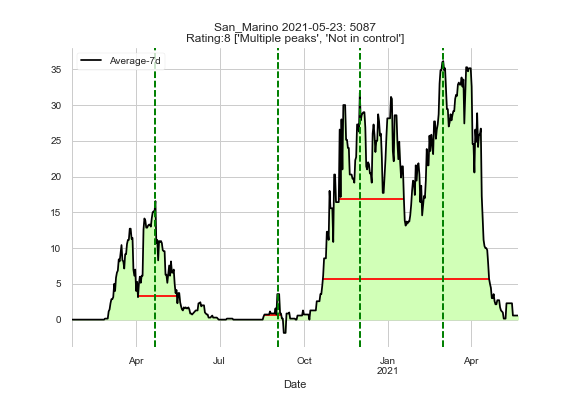 San_Marino 2021-05-23: 5087
Rating:8 ['Multiple peaks', 'Not in control']
Average-7d
35
30
25
20
15
10
5
0
Apr
Jul
Oct
Jan
2021
Apr
Date